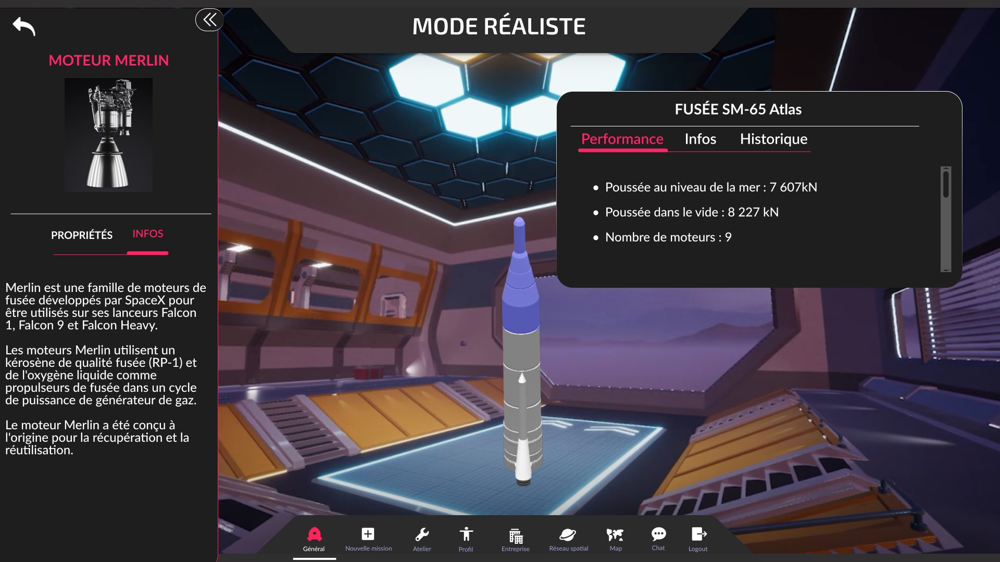 MODE RÉALISTE
MOTEUR MERLIN
PROPRIÉTÉS INFOS
Merlin est une famille de moteurs de
fusée développés par SpaceX pour
être utilisés sur ses lanceurs Falcon
1, Falcon 9 et Falcon Heavy.
Les moteurs Merlin utilisent un
kérosène de qualité fusée (RP-1) et
de l'oxygène liquide comme
propulseurs de fusée dans un cycle
de puissance de générateur de gaz.
Le moteur Merlin a été conçu à
l'origine pour la récupération et la
réutilisation.
FUSÉE SM-65 Atlas
Performance Infos Historique
• Poussée au niveau de la mer : 7 607kN
• Poussée dans le vide : 8 227 kN
• Nombre de moteurs : 9
Général Nouvelle mission Atelier Profil Entreprise Réseau spatial Map Chat Logout